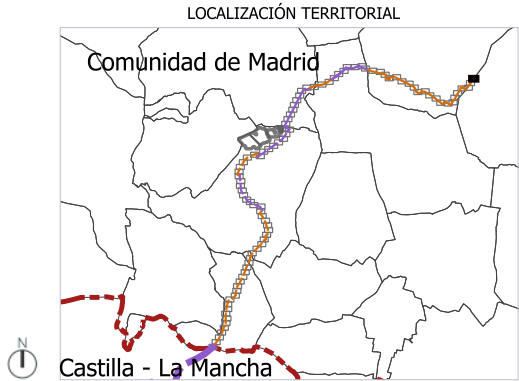 LOCALIZACIÓN TERRITORIAL
Comunidad de Madrid
N
Castilla - La Mancha